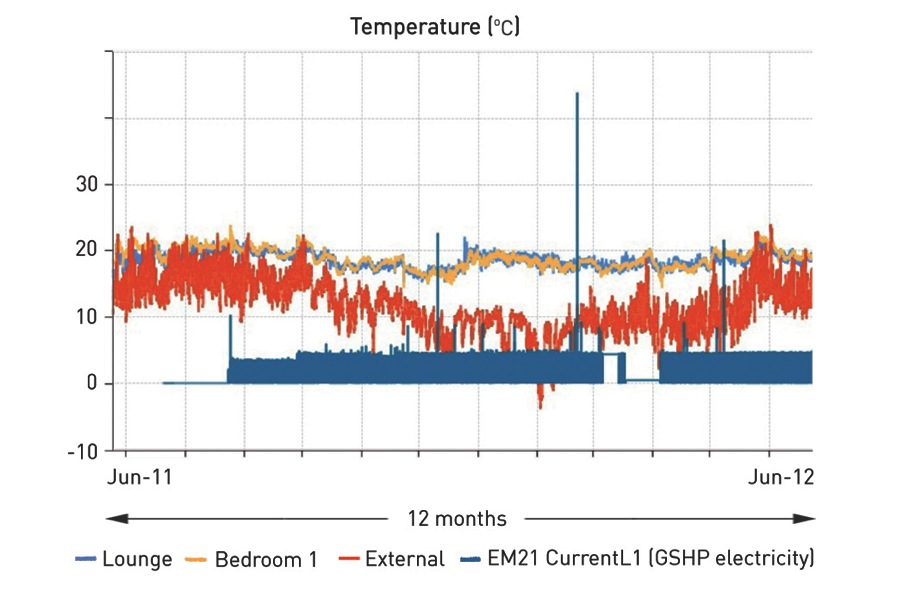 Temperature (ºC)
30
20
10
0
-10
Jun-11 Jun-12
12 months
Lounge Bedroom 1 External EM21 CurrentL1 (GSHP electricity)